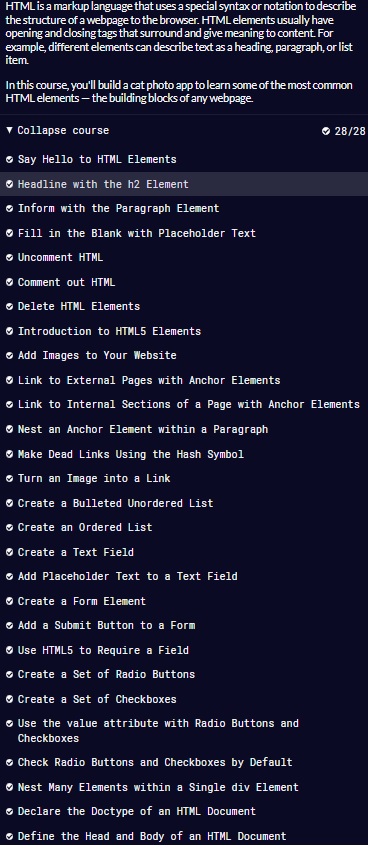 HTML is a markup language that uses a special syntax or notation to describe
the structure of a webpage to the browser. HTML elements usually have
opening and closing tags that surround and give meaning to content. For
example, different elements can describe text as a heading, paragraph, or list
item.
In this course, you'll build a cat photo app to learn some of the most common
HTML elements — the building blocks of any webpage.
Collapse course 28/28
Say Hello to HTML Elements
Headline with the h2 Element
Inform with the Paragraph Element
Fill in the Blank with Placeholder Text
Uncomment HTML
Comment out HTML
Delete HTML Elements
Introduction to HTML5 Elements
Add Images to Your Website
Link to External Pages with Anchor Elements
Link to Internal Sections of a Page with Anchor Elements
Nest an Anchor Element within a Paragraph
Make Dead Links Using the Hash Symbol
Turn an Image into a Link
Create a Bulleted Unordered List
Create an Ordered List
Create a Text Field
Add Placeholder Text to a Text Field
Create a Form Element
Add a Submit Button to a Form
Use HTML5 to Require a Field
Create a Set of Radio Buttons
Create a Set of Checkboxes
Use the value attribute with Radio Buttons and
Checkboxes
Check Radio Buttons and Checkboxes by Default
Nest Many Elements within a Single div Element
Declare the Doctype of an HTML Document
Define the Head and Body of an HTML Document